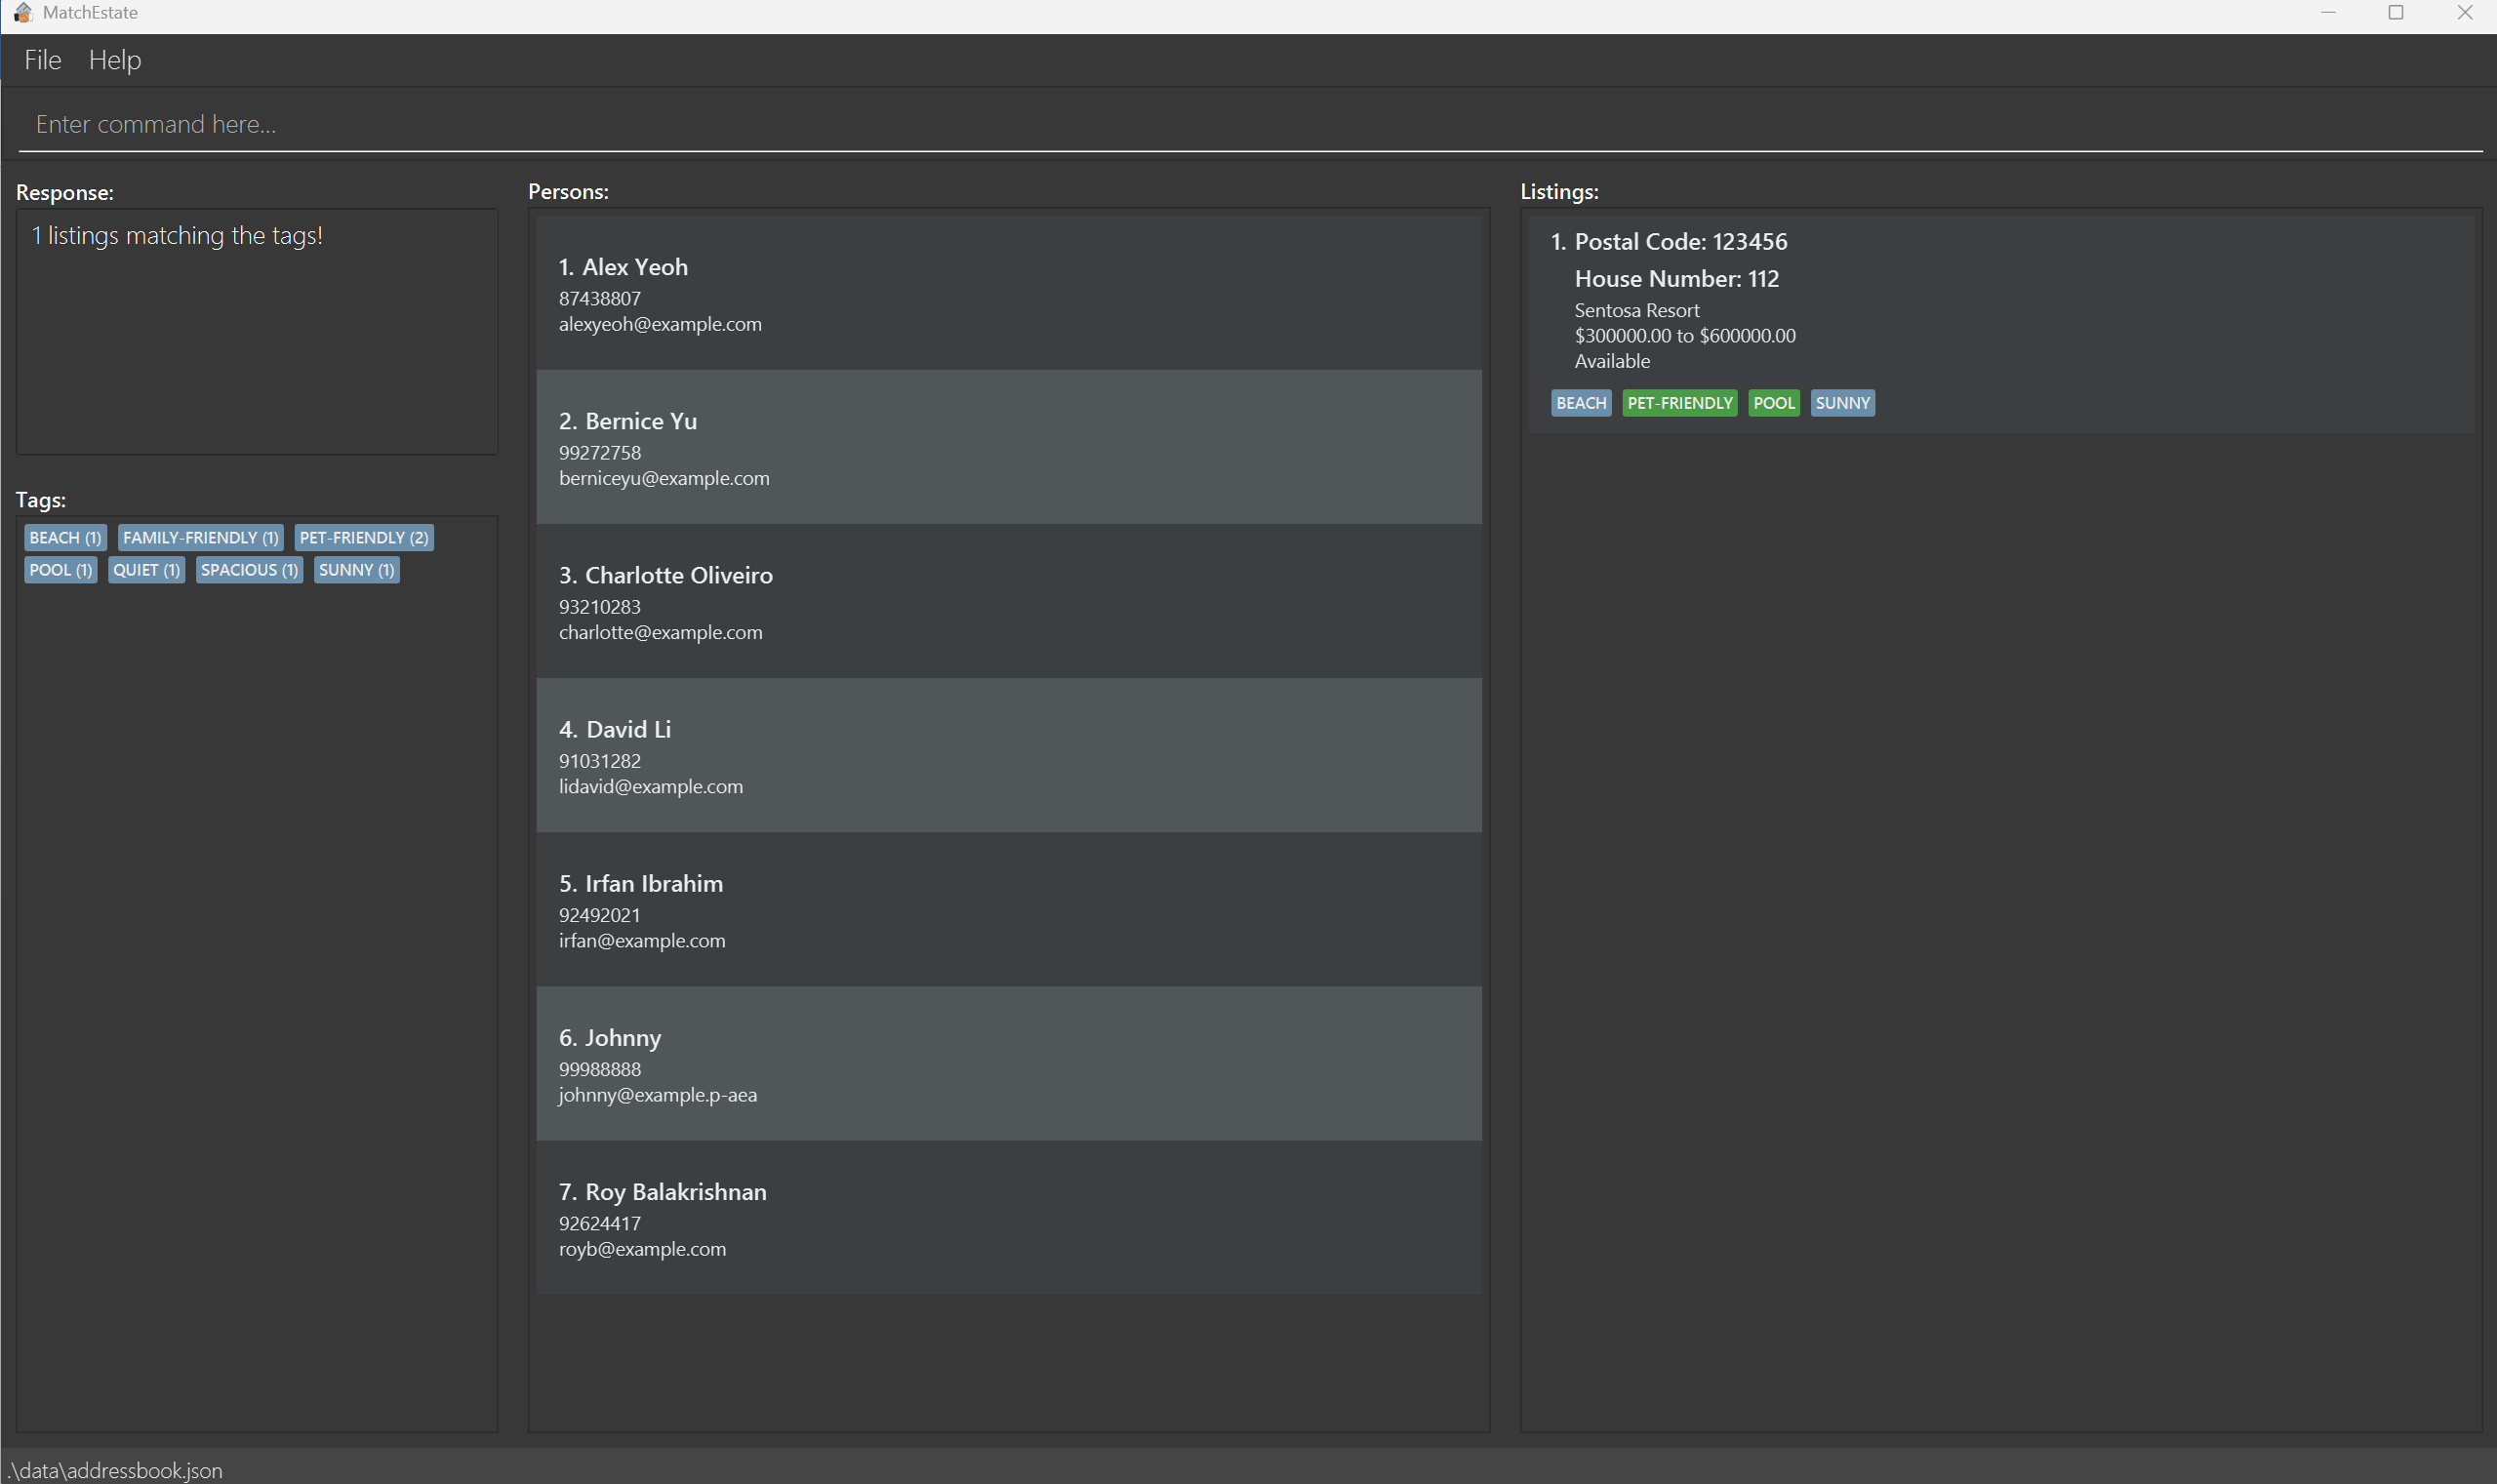 MatchEstate
File Help
Enter command here...
Response:
1 listings matching the tags!
Tags:
BEACH (1) FAMILY-FRIENDLY (1) PET-FRIENDLY (2)
POOL (1) QUIET (1) SPACIOUS (1) SUNNY (1)
Persons:
1. Alex Yeoh
87438807
alexyeoh@example.com
2. Bernice Yu
99272758
berniceyu@example.com
3. Charlotte Oliveiro
93210283
charlotte@example.com
4. David Li
91031282
lidavid@example.com
5. Irfan Ibrahim
92492021
irfan@example.com
6. Johnny
99988888
johnny@example.p-aea
7. Roy Balakrishnan
92624417
royb@example.com
Listings:
1. Postal Code: 123456
House Number: 112
Sentosa Resort
$300000.00 to $600000.00
Available
BEACH PET-FRIENDLY POOL SUNNY
.\data\addressbook.json